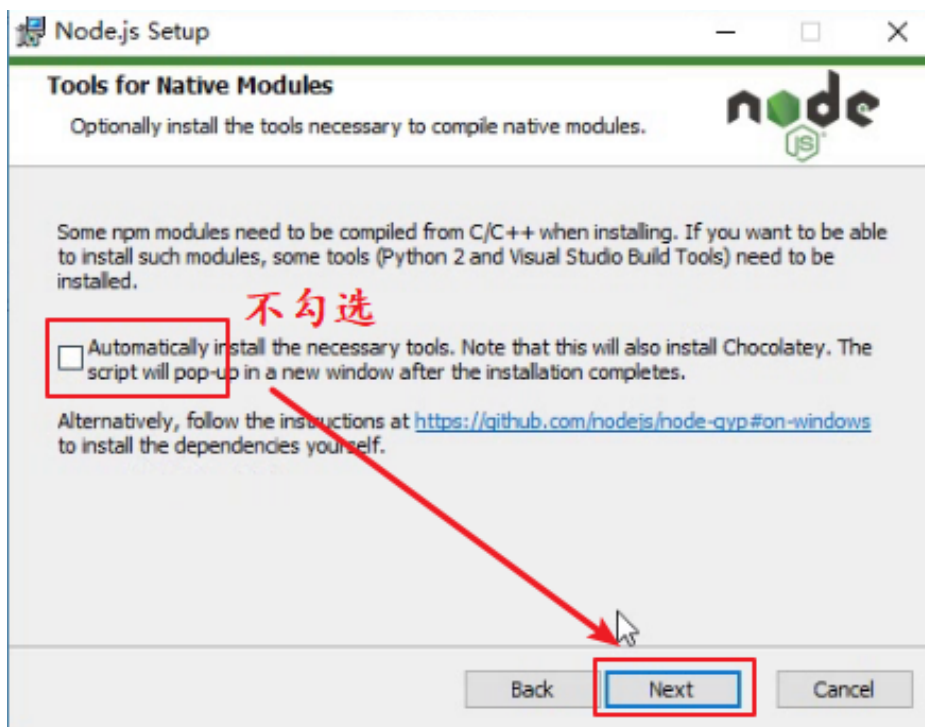 Node.js Setup
Tools for Native Modules
Optionally install the tools necessary to compile native modules.
node
JS
Some npm modules need to be compiled from C/C++ when installing. If you want to be able
to install such modules, some tools (Python 2 and Visual Studio Build Tools) need to be
installed.
不勾选
Automatically install the necessary tools. Note that this will also install Chocolatey. The
script will pop-up in a new window after the installation completes.
Alternatively, follow the instructions at https://github.com/nodejs/node-gyp#on-windows
to install the dependencies yourself.
Back
Next
Cancel